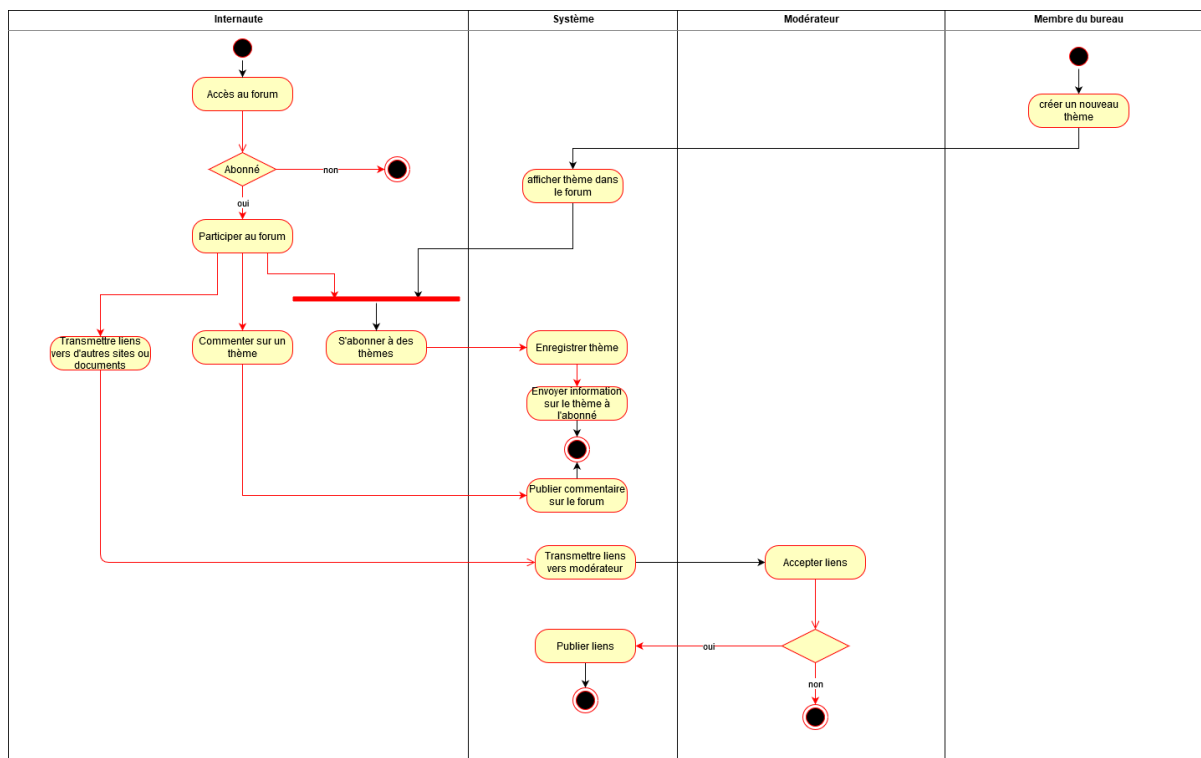 Internaute
Système
Modérateur
Membre du bureau
Accès au forum
créer un nouveau
thème
Abonné
non
afficher thème dans
le forum
oui
Participer au forum
Transmettre liens
vers d'autres sites ou
documents
Commenter sur un
thème
S'abonner à des
thèmes
Enregistrer thème
Envoyer information
sur le thème à
l'abonné
Publier commentaire
sur le forum
Transmettre liens
vers modérateur
Accepter liens
Publier liens
oui
non